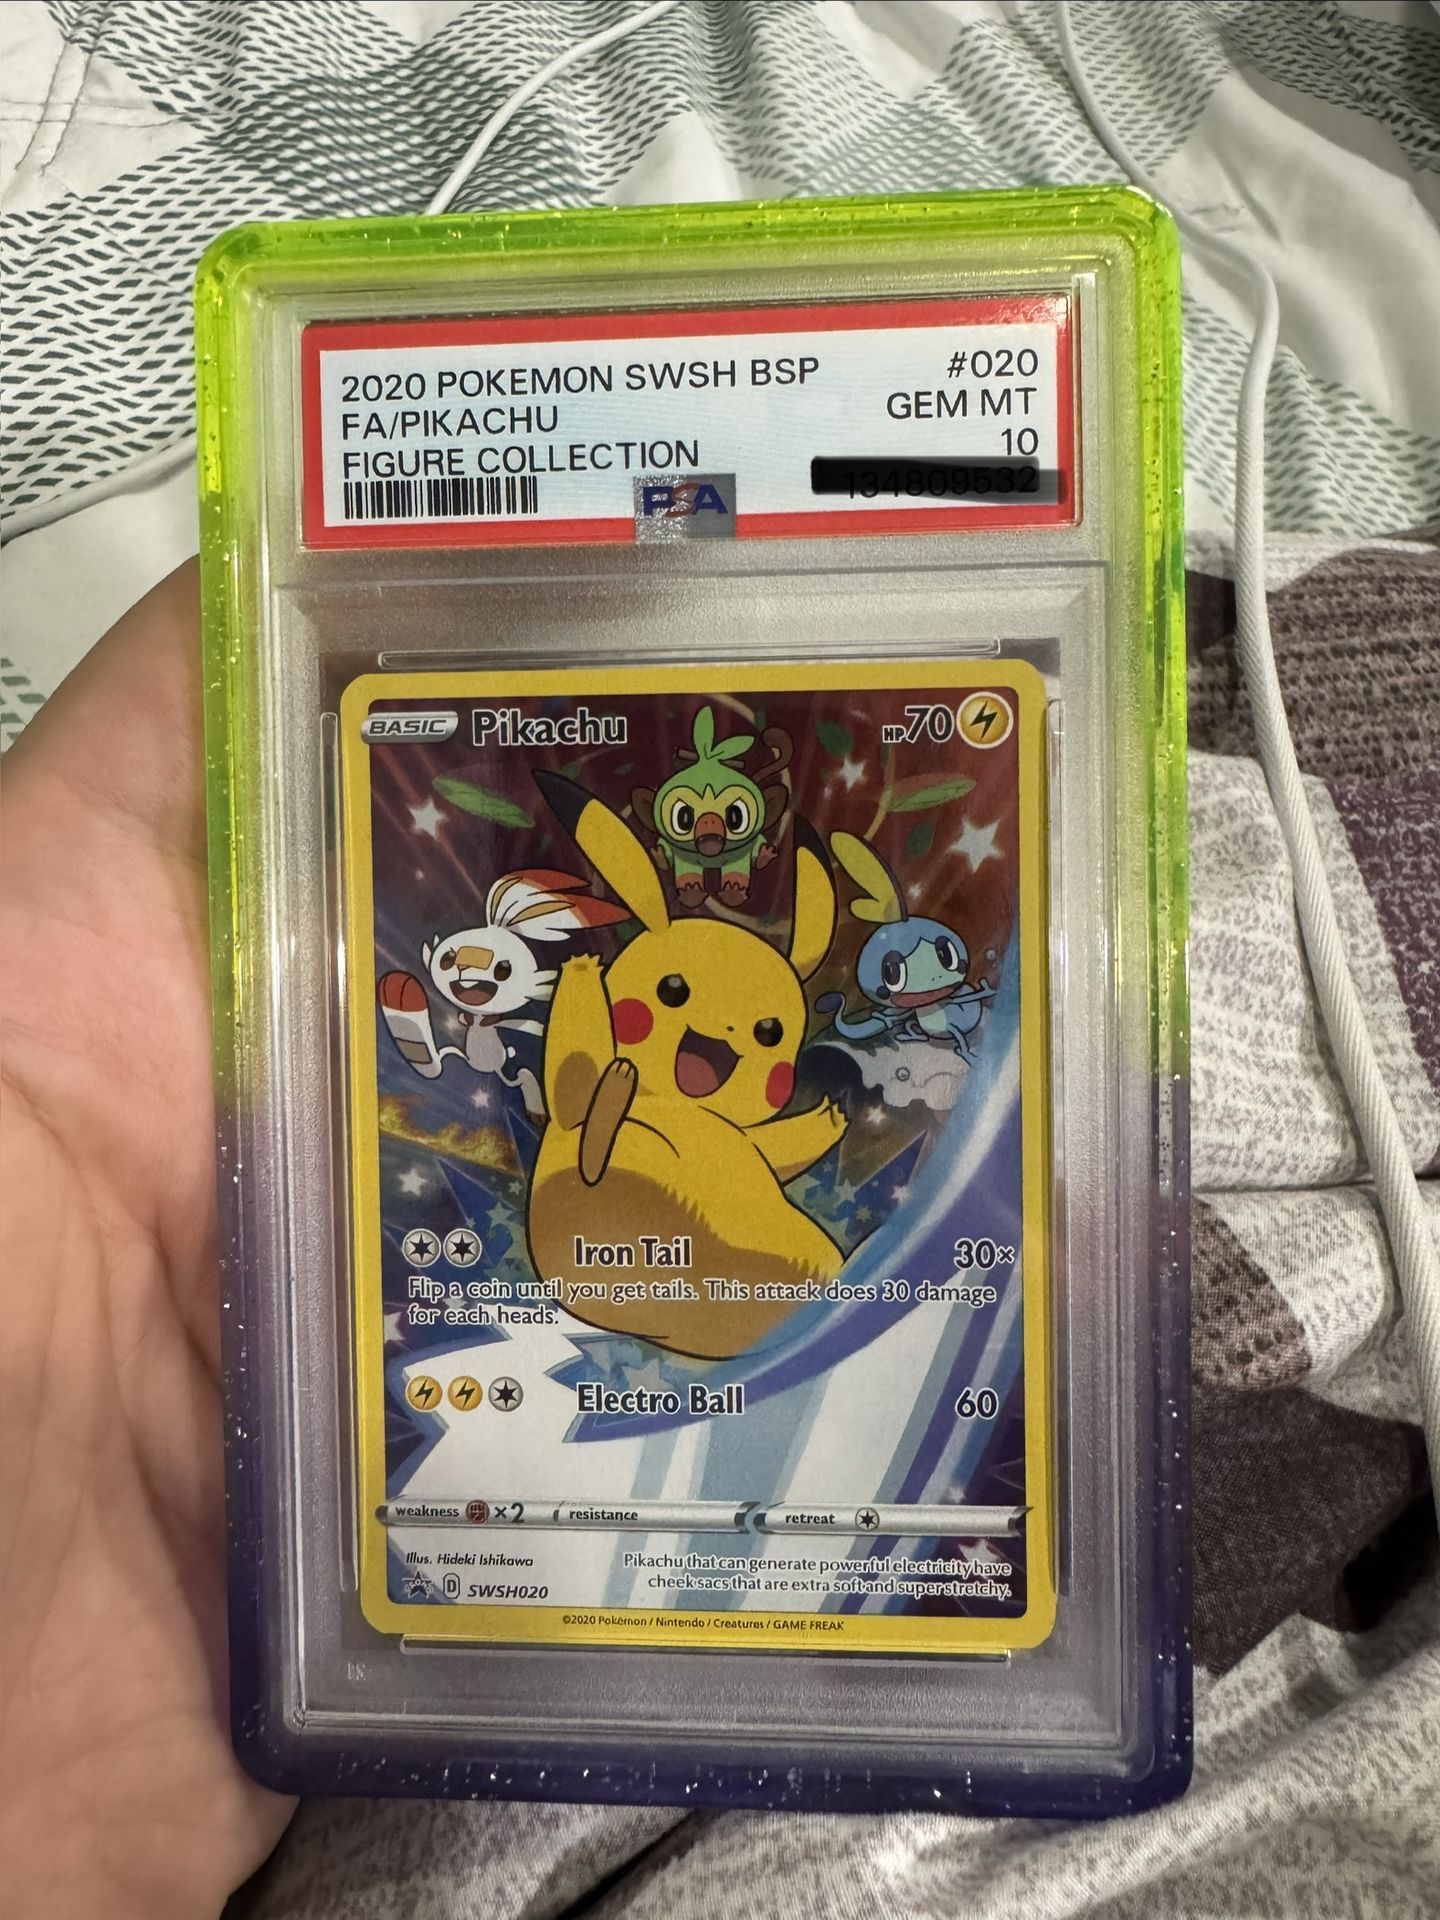 2020 POKEMON SWSH BSP #020
FA/PIKACHU GEM MT
FIGURE COLLECTION 10
PSA 134809532
BASIC Pikachu HP 70
Iron Tail 30×
Flip a coin until you get tails. This attack does 30 damage
for each heads.
Electro Ball 60
weakness ×2 resistance retreat
Illus. Hideki Ishikawa
Pikachu that can generate powerful electricity have
cheek sacs that are extra soft and super stretchy.
D SWSH020
©2020 Pokémon / Nintendo / Creatures / GAME FREAK